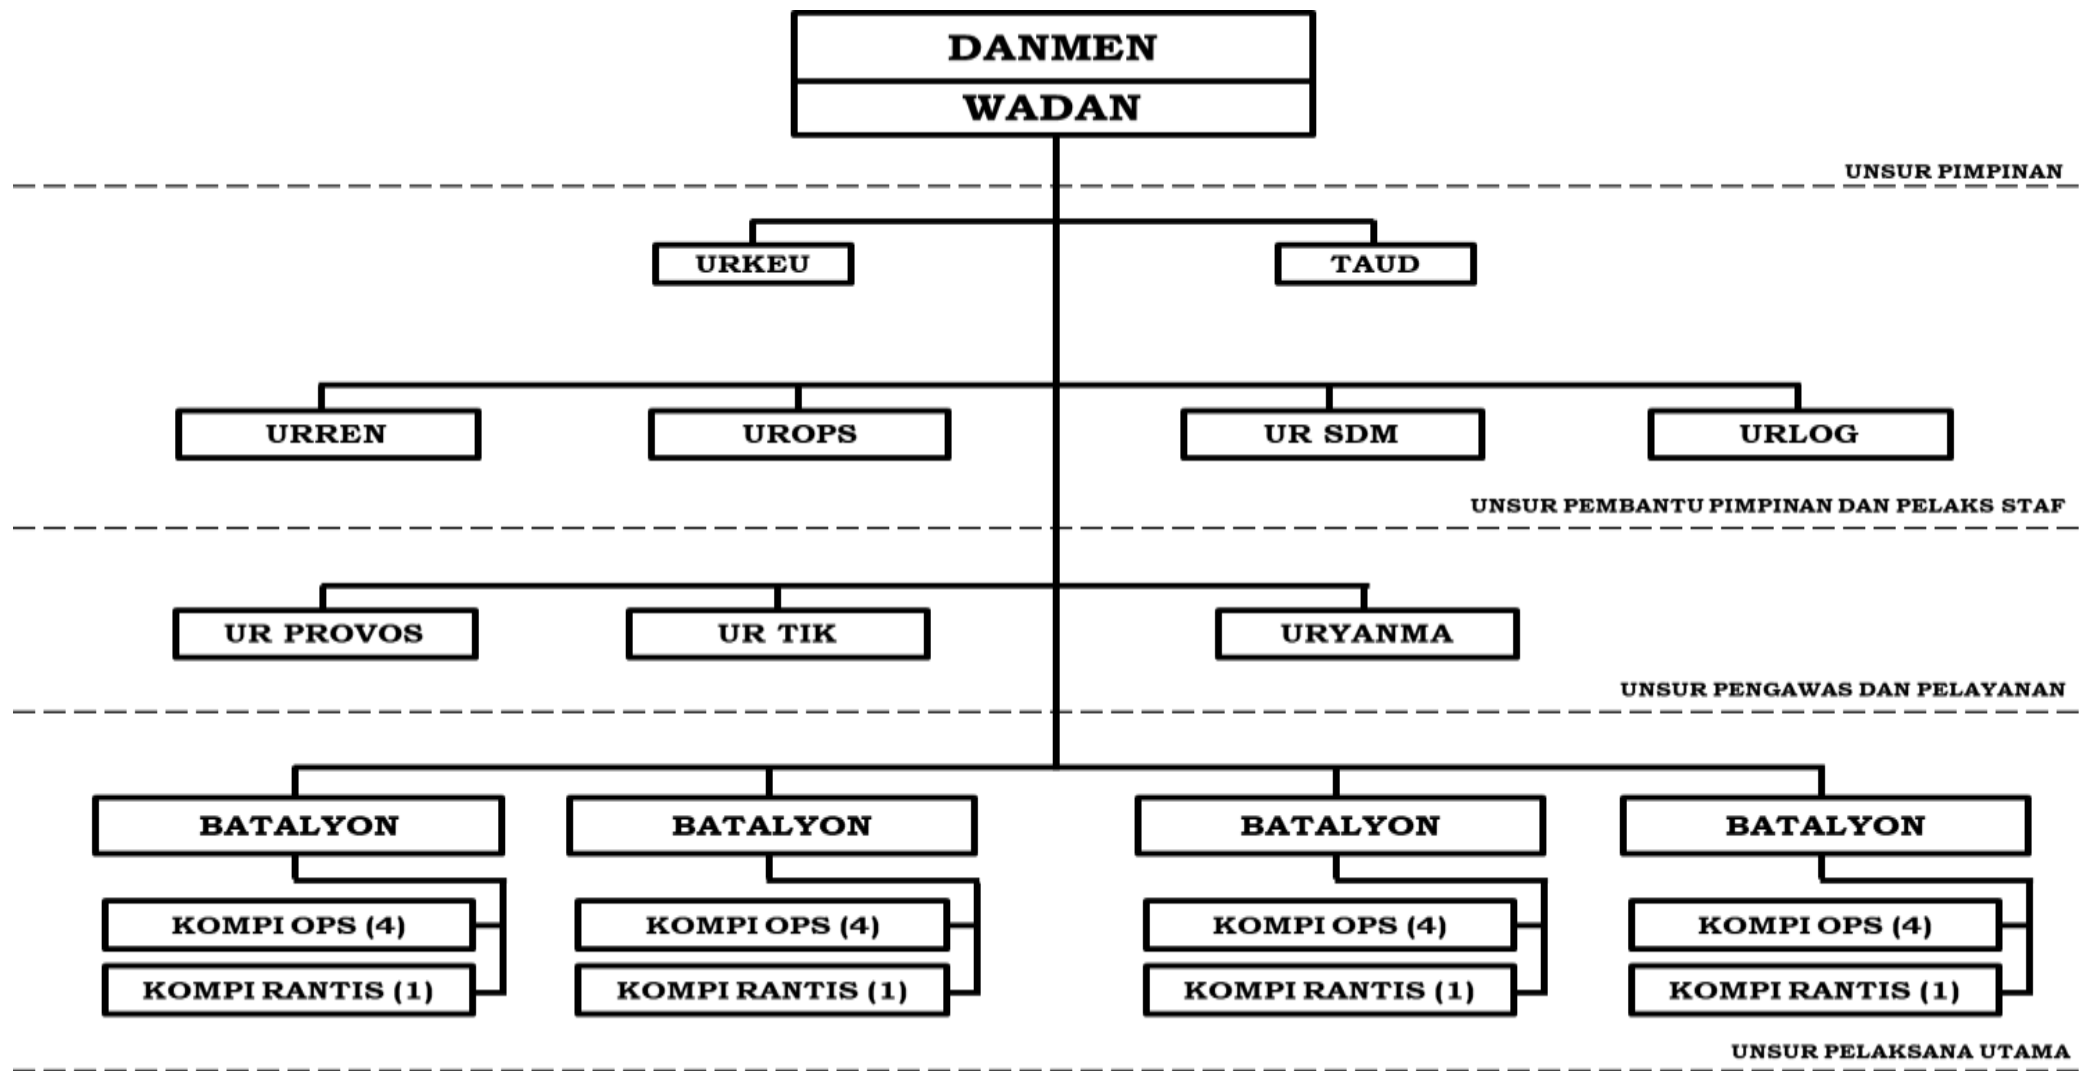 DANMEN
WADAN
UNSUR PIMPINAN
URKEU
TAUD
URREN
UROPS
UR SDM
URLOG
UNSUR PEMBANTU PIMPINAN DAN PELAKS STAF
UR PROVOS
UR TIK
URYANMA
UNSUR PENGAWAS DAN PELAYANAN
BATALYON
BATALYON
BATALYON
BATALYON
KOMPI OPS (4)
KOMPI OPS (4)
KOMPI OPS (4)
KOMPI OPS (4)
KOMPI RANTIS (1)
KOMPI RANTIS (1)
KOMPI RANTIS (1)
KOMPI RANTIS (1)
UNSUR PELAKSANA UTAMA